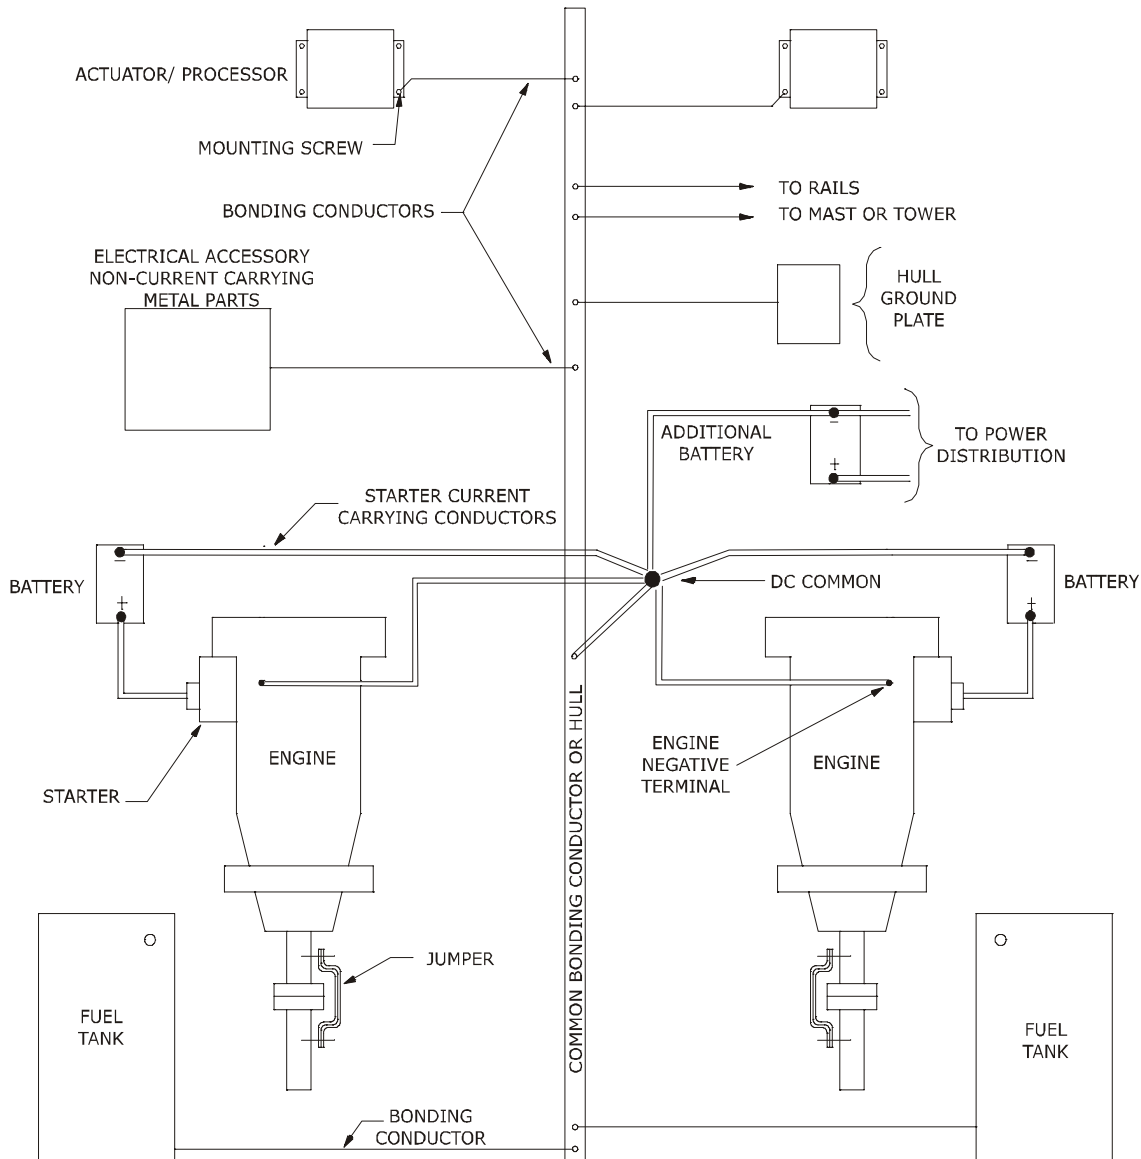 ACTUATOR/ PROCESSOR
MOUNTING SCREW
TO RAILS
TO MAST OR TOWER
BONDING CONDUCTORS
ELECTRICAL ACCESSORY
NON-CURRENT CARRYING
METAL PARTS
HULL
GROUND
PLATE
ADDITIONAL
BATTERY
–
+
TO POWER
DISTRIBUTION
STARTER CURRENT
CARRYING CONDUCTORS
BATTERY
–
+
DC COMMON
–
+
BATTERY
STARTER
ENGINE
ENGINE
NEGATIVE
TERMINAL
ENGINE
COMMON BONDING CONDUCTOR OR HULL
JUMPER
FUEL
TANK
FUEL
TANK
BONDING
CONDUCTOR